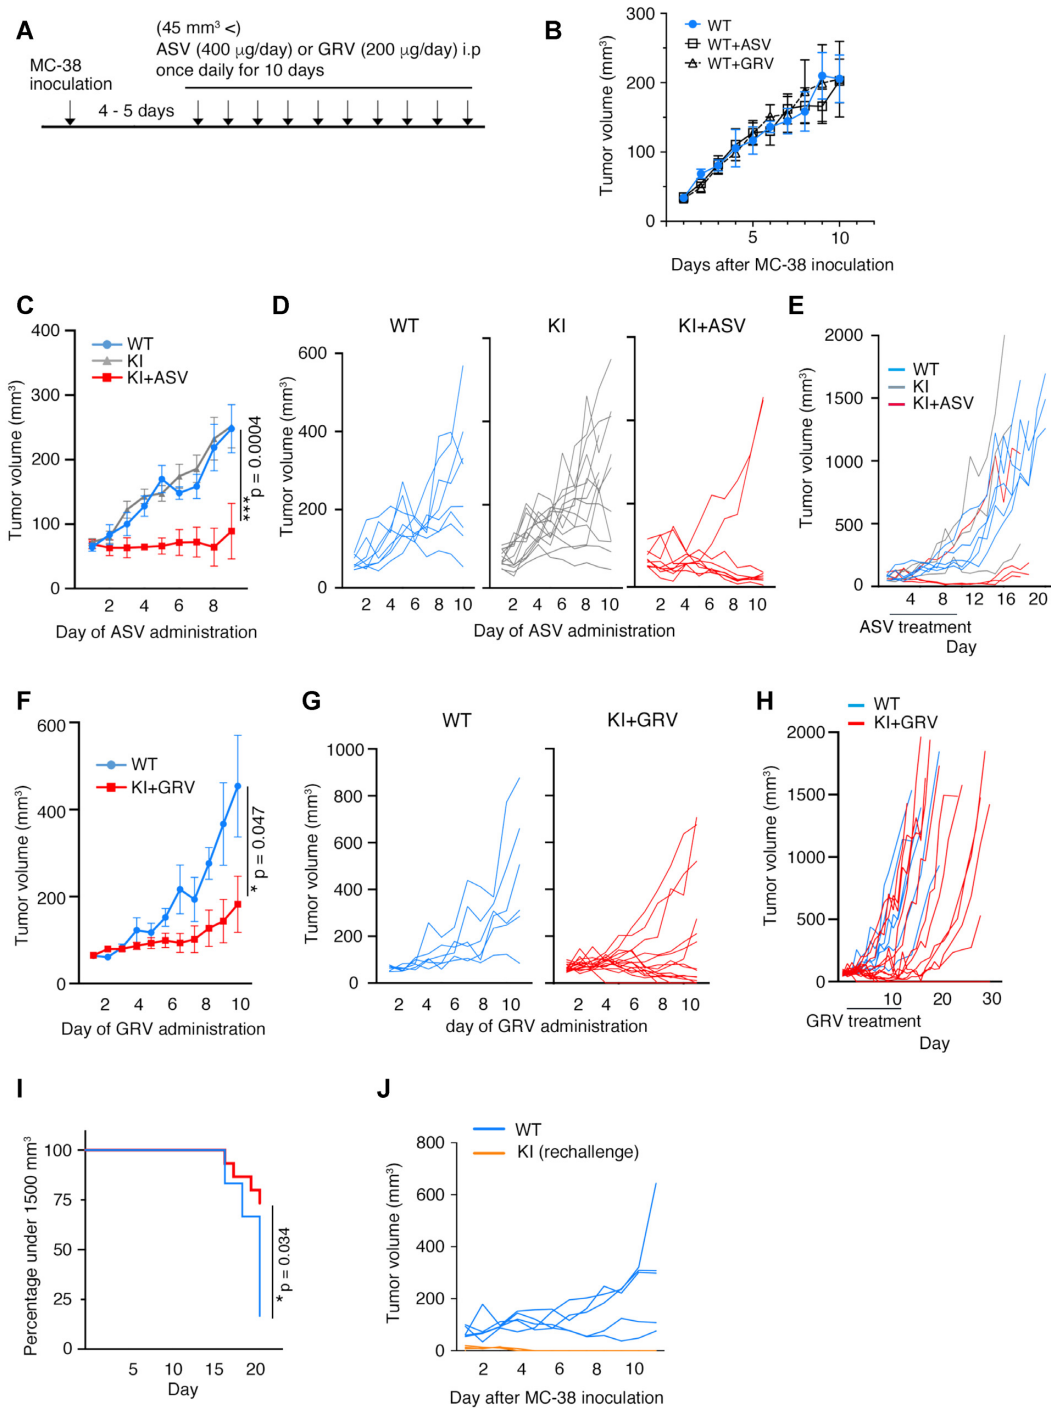 A
(45 mm³ <)
ASV (400 μg/day) or GRV (200 μg/day) i.p
once daily for 10 days
MC-38
inoculation
4 - 5 days
B
WT
WT+ASV
WT+GRV
Tumor volume (mm³)
300
200
100
0
5
10
Days after MC-38 inoculation
C
WT
KI
KI+ASV
Tumor volume (mm³)
400
300
200
100
0
2
4
6
8
*** p = 0.0004
Day of ASV administration
D
WT
KI
KI+ASV
Tumor volume (mm³)
600
400
200
0
2 4 6 8 10
2 4 6 8 10
2 4 6 8 10
Day of ASV administration
E
WT
KI
KI+ASV
Tumor volume (mm³)
2000
1500
1000
500
0
4 8 12 16 20
ASV treatment
Day
F
WT
KI+GRV
Tumor volume (mm³)
600
400
200
0
2 4 6 8 10
* p = 0.047
Day of GRV administration
G
WT
KI+GRV
Tumor volume (mm³)
1000
800
600
400
200
0
2 4 6 8 10
2 4 6 8 10
day of GRV administration
H
WT
KI+GRV
Tumor volume (mm³)
2000
1500
1000
500
0
10 20 30
GRV treatment
Day
I
Percentage under 1500 mm³
100
75
50
25
0
5 10 15 20
* p = 0.034
Day
J
WT
KI (rechallenge)
Tumor volume (mm³)
800
600
400
200
0
2 4 6 8 10
Day after MC-38 inoculation